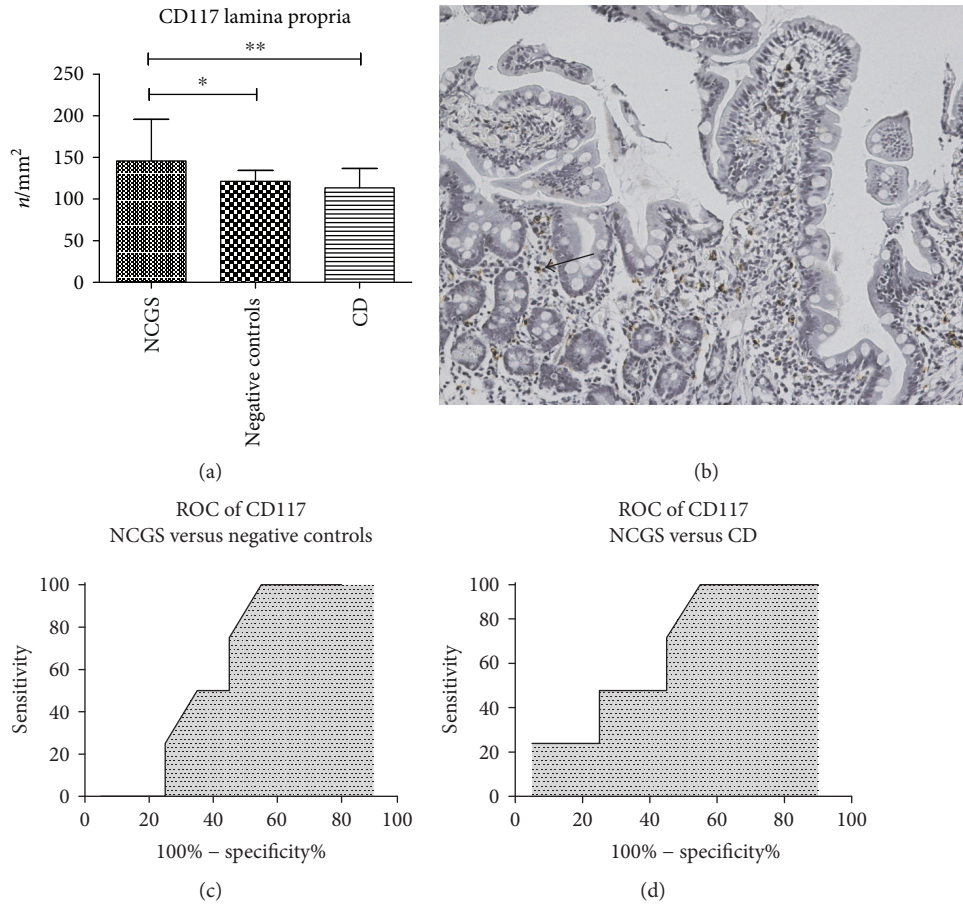 CD117 lamina propria
**
*
250
200
150
100
50
0
n/mm²
NCGS
Negative controls
CD
(a)
(b)
ROC of CD117
NCGS versus negative controls
100
80
60
40
20
0
Sensitivity
0 20 40 60 80 100
100% − specificity%
(c)
ROC of CD117
NCGS versus CD
100
80
60
40
20
0
Sensitivity
0 20 40 60 80 100
100% − specificity%
(d)